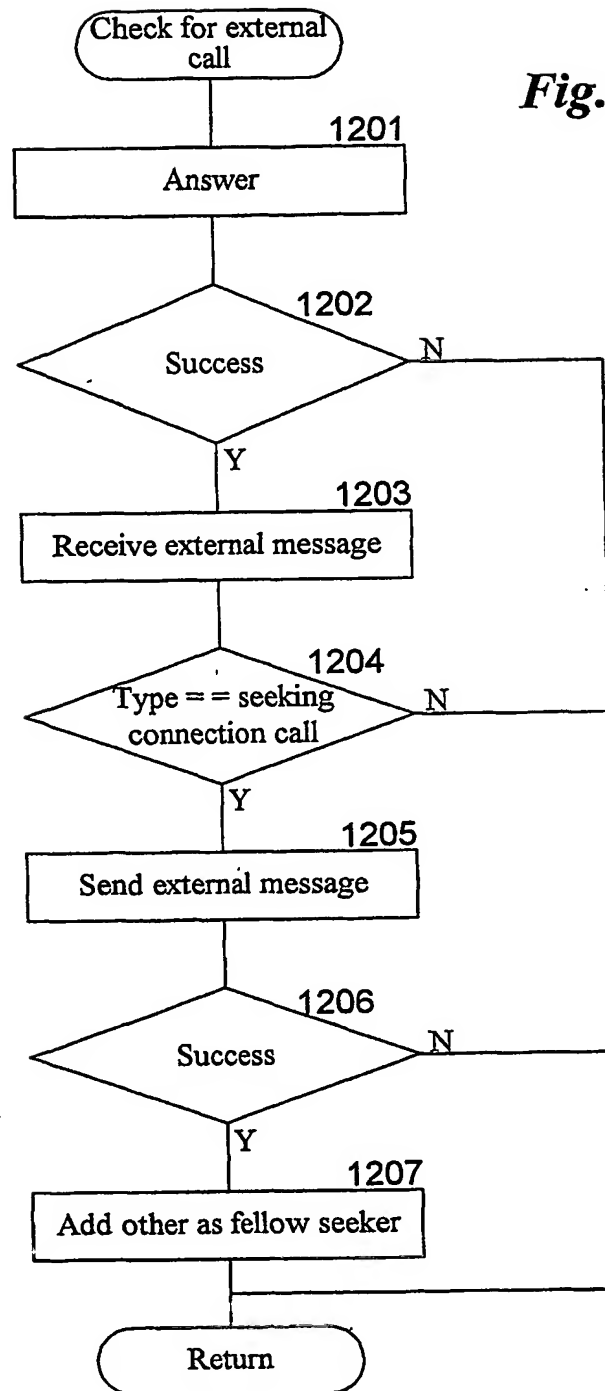 Check for external
call
Fig.
1201
Answer
1202
Success
N
Y
1203
Receive external message
1204
Type = = seeking
connection call
N
Y
1205
Send external message
1206
Success
N
Y
1207
Add other as fellow seeker
Return